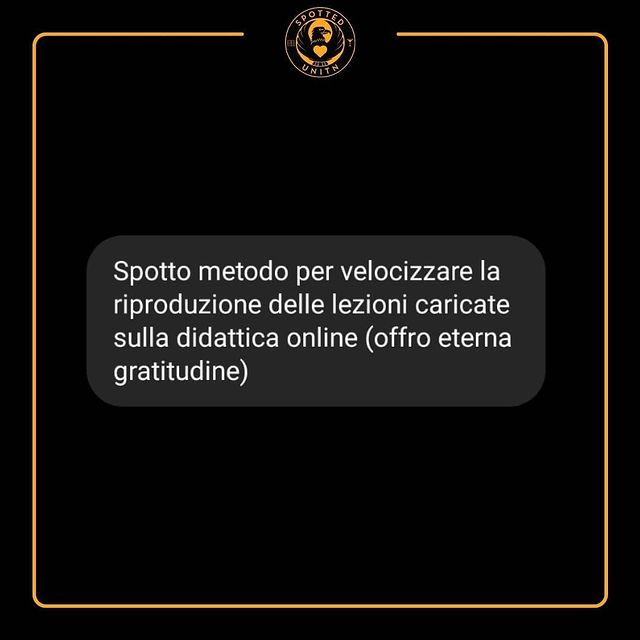 SPOTTED
UNITN
Spotto metodo per velocizzare la
riproduzione delle lezioni caricate
sulla didattica online (offro eterna
gratitudine)